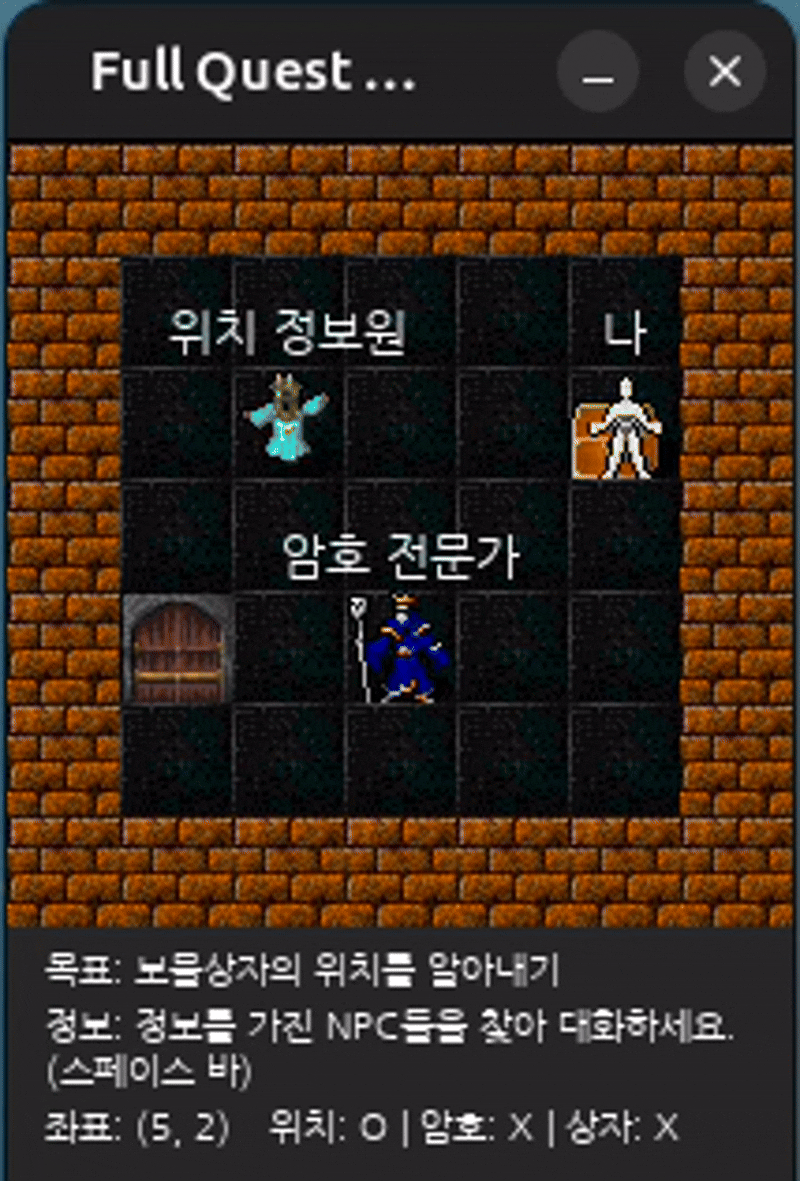 Full Quest ...
위치 정보원
나
암호 전문가
목표: 보물상자의 위치를 알아내기
정보: 정보를 가진 NPC들을 찾아 대화하세요.
(스페이스 바)
좌표: (5, 2) 위치: O | 암호: X | 상자: X